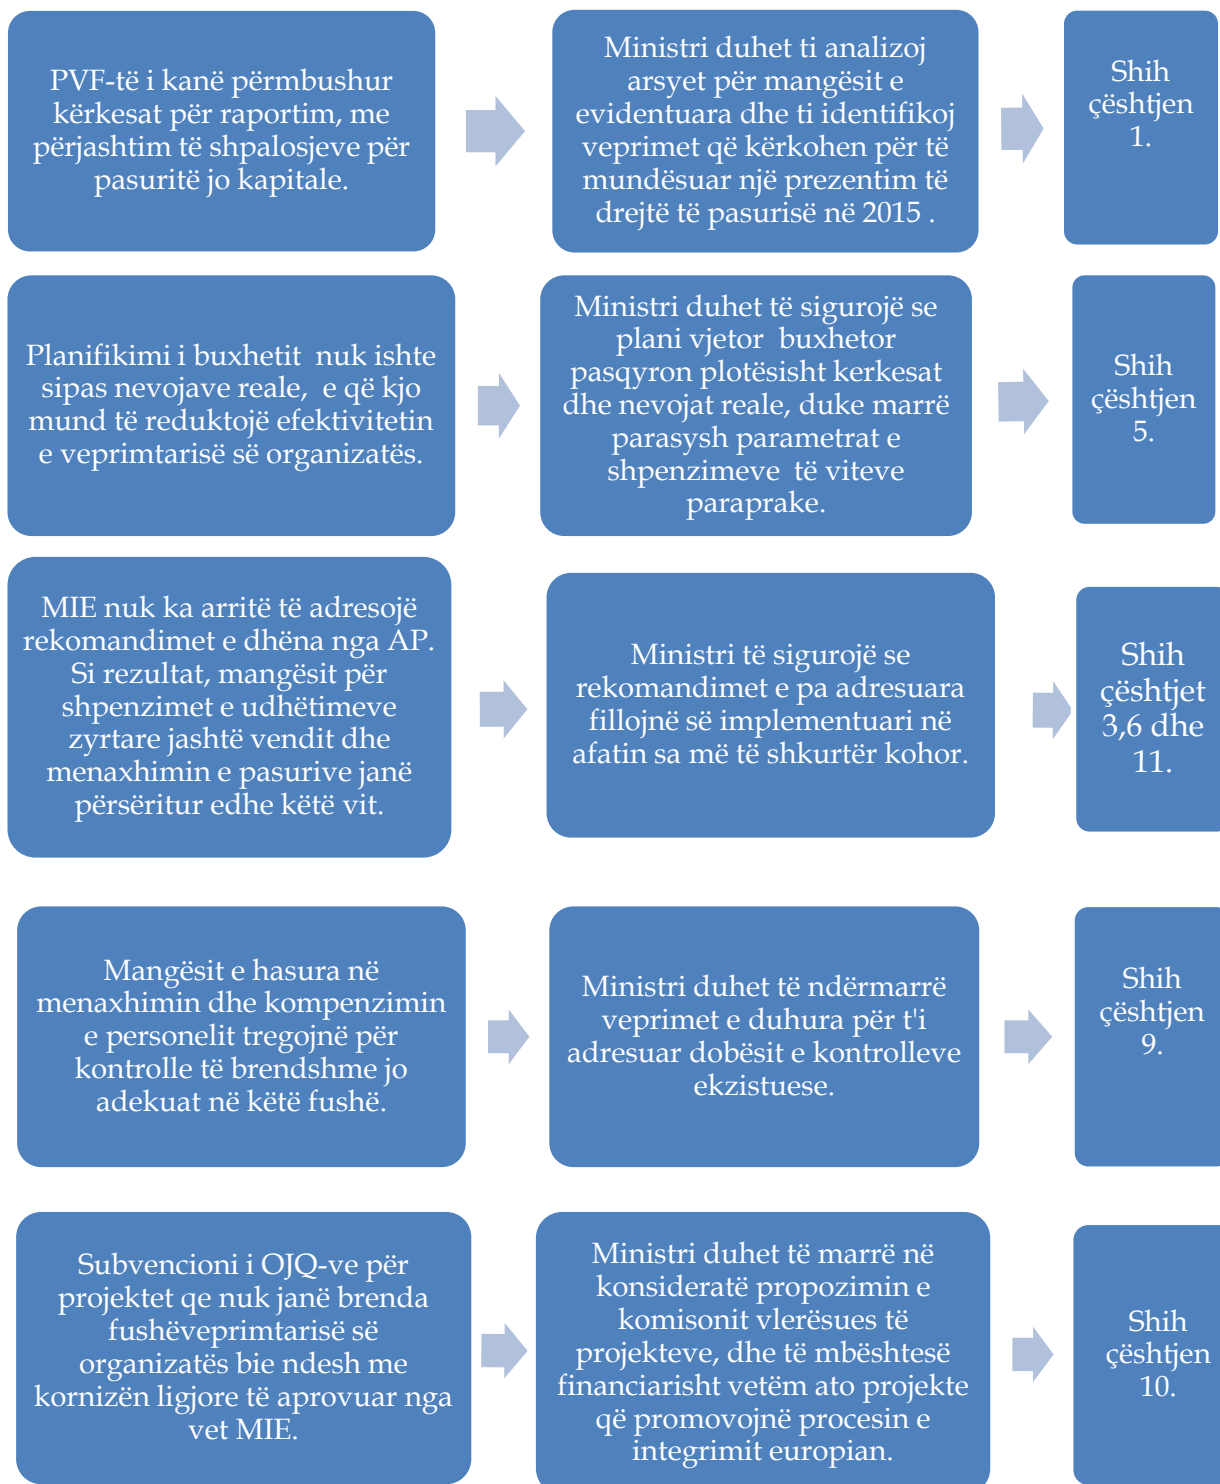 PVF-të i kanë përmbushur
kërkesat për raportim, me
përjashtim të shpalosjeve për
pasuritë jo kapitale.
Ministri duhet ti analizoj
arsyet për mangësit e
evidentuara dhe ti identifikoj
veprimet që kërkohen për të
mundësuar një prezentim të
drejtë të pasurisë në 2015 .
Shih
çështjen
1.
Planifikimi i buxhetit nuk ishte
sipas nevojave reale, e që kjo
mund të reduktojë efektivitetin
e veprimtarisë së organizatës.
Ministri duhet të sigurojë se
plani vjetor buxhetor
pasqyron plotësisht kerkesat
dhe nevojat reale, duke marrë
parasysh parametrat e
shpenzimeve të viteve
paraprake.
Shih
çështjen
5.
MIE nuk ka arritë të adresojë
rekomandimet e dhëna nga AP.
Si rezultat, mangësit për
shpenzimet e udhëtimeve
zyrtare jashtë vendit dhe
menaxhimin e pasurive janë
përsëritur edhe këtë vit.
Ministri të sigurojë se
rekomandimet e pa adresuara
fillojnë së implementuari në
afatin sa më të shkurtër kohor.
Shih
çështjet
3,6 dhe
11.
Mangësit e hasura në
menaxhimin dhe kompenzimin
e personelit tregojnë për
kontrolle të brendshme jo
adekuat në këtë fushë.
Ministri duhet të ndërmarrë
veprimet e duhura për t'i
adresuar dobësit e kontrolleve
ekzistuese.
Shih
çështjen
9.
Subvencioni i OJQ-ve për
projektet qe nuk janë brenda
fushëveprimtarisë së
organizatës bie ndesh me
kornizën ligjore të aprovuar nga
vet MIE.
Ministri duhet të marrë në
konsideratë propozimin e
komisonit vlerësues të
projekteve, dhe të mbështesë
financiarisht vetëm ato projekte
që promovojnë procesin e
integrimit europian.
Shih
çështjen
10.